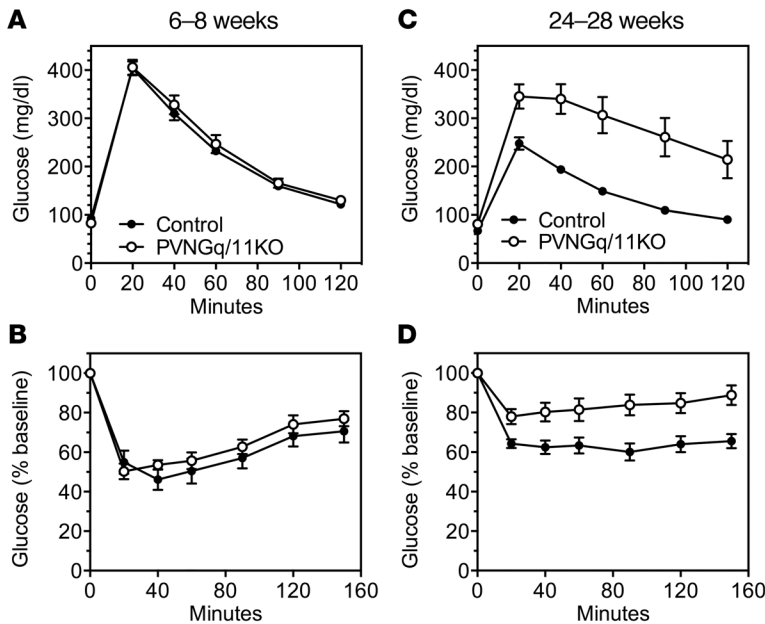 A
6–8 weeks
Glucose (mg/dl)
400
300
200
100
0
Control
PVNGq/11KO
0 20 40 60 80 100 120
Minutes
C
24–28 weeks
Glucose (mg/dl)
400
300
200
100
0
Control
PVNGq/11KO
0 20 40 60 80 100 120
Minutes
B
Glucose (% baseline)
100
80
60
40
20
0
0 40 80 120 160
Minutes
D
Glucose (% baseline)
100
80
60
40
20
0
0 40 80 120 160
Minutes